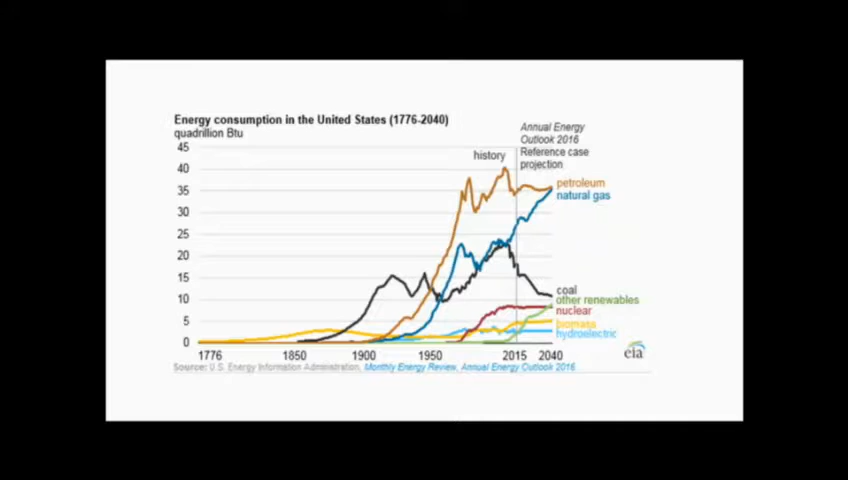 Energy consumption in the United States (1776-2040)
quadrillion Btu
Annual Energy
Outlook 2016
Reference case
projection
history
45
40
35
30
25
20
15
10
5
0
petroleum
natural gas
coal
other renewables
nuclear
biomass
hydroelectric
1776 1850 1900 1950 2015 2040
eia
Source: U.S. Energy Information Administration, Monthly Energy Review, Annual Energy Outlook 2016